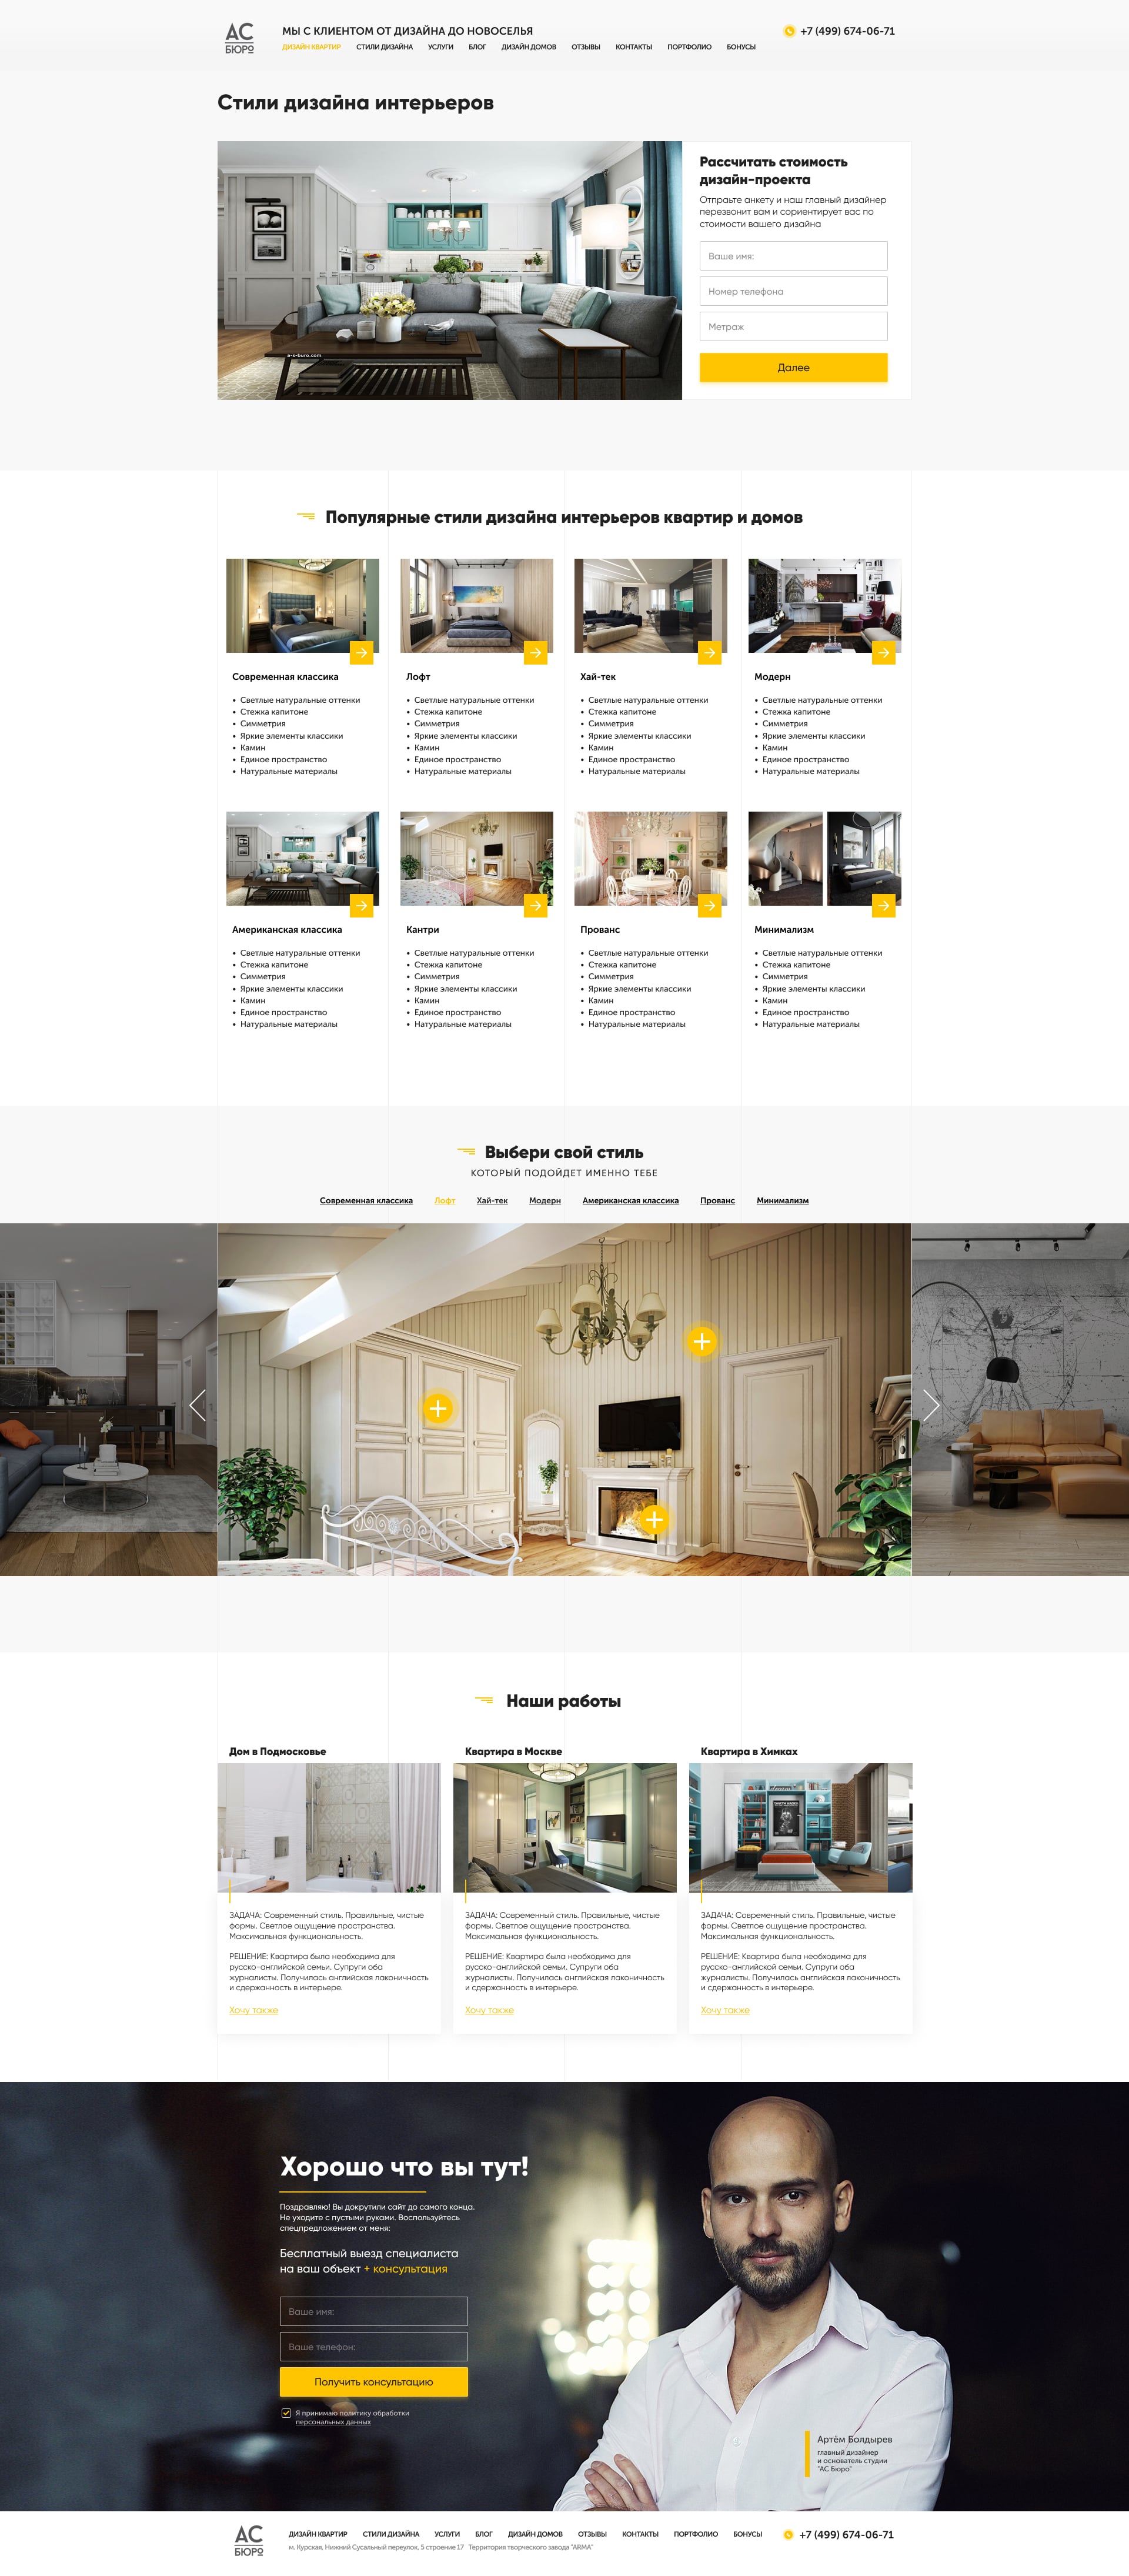 АС
БЮРО
МЫ С КЛИЕНТОМ ОТ ДИЗАЙНА ДО НОВОСЕЛЬЯ
+7 (499) 674-06-71
ДИЗАЙН КВАРТИР СТИЛИ ДИЗАЙНА УСЛУГИ БЛОГ ДИЗАЙН ДОМОВ ОТЗЫВЫ КОНТАКТЫ ПОРТФОЛИО БОНУСЫ
Стили дизайна интерьеров
a-s-buro.com
Рассчитать стоимость
дизайн-проекта
Отпраьте анкету и наш главный дизайнер
перезвонит вам и сориентирует вас по
стоимости вашего дизайна
Ваше имя:
Номер телефона
Метраж
Далее
Популярные стили дизайна интерьеров квартир и домов
Современная классика
Светлые натуральные оттенки
Стежка капитоне
Симметрия
Яркие элементы классики
Камин
Единое пространство
Натуральные материалы
Лофт
Светлые натуральные оттенки
Стежка капитоне
Симметрия
Яркие элементы классики
Камин
Единое пространство
Натуральные материалы
Хай-тек
Светлые натуральные оттенки
Стежка капитоне
Симметрия
Яркие элементы классики
Камин
Единое пространство
Натуральные материалы
Модерн
Светлые натуральные оттенки
Стежка капитоне
Симметрия
Яркие элементы классики
Камин
Единое пространство
Натуральные материалы
Американская классика
Светлые натуральные оттенки
Стежка капитоне
Симметрия
Яркие элементы классики
Камин
Единое пространство
Натуральные материалы
Кантри
Светлые натуральные оттенки
Стежка капитоне
Симметрия
Яркие элементы классики
Камин
Единое пространство
Натуральные материалы
Прованс
Светлые натуральные оттенки
Стежка капитоне
Симметрия
Яркие элементы классики
Камин
Единое пространство
Натуральные материалы
Минимализм
Светлые натуральные оттенки
Стежка капитоне
Симметрия
Яркие элементы классики
Камин
Единое пространство
Натуральные материалы
Выбери свой стиль
КОТОРЫЙ ПОДОЙДЕТ ИМЕННО ТЕБЕ
Современная классика Лофт Хай-тек Модерн Американская классика Прованс Минимализм
Наши работы
Дом в Подмосковье
ЗАДАЧА: Современный стиль. Правильные, чистые
формы. Светлое ощущение пространства.
Максимальная функциональность.
РЕШЕНИЕ: Квартира была необходима для
русско-английской семьи. Супруги оба
журналисты. Получилась английская лаконичность
и сдержанность в интерьере.
Хочу также
Квартира в Москве
ЗАДАЧА: Современный стиль. Правильные, чистые
формы. Светлое ощущение пространства.
Максимальная функциональность.
РЕШЕНИЕ: Квартира была необходима для
русско-английской семьи. Супруги оба
журналисты. Получилась английская лаконичность
и сдержанность в интерьере.
Хочу также
Квартира в Химках
ЗАДАЧА: Современный стиль. Правильные, чистые
формы. Светлое ощущение пространства.
Максимальная функциональность.
РЕШЕНИЕ: Квартира была необходима для
русско-английской семьи. Супруги оба
журналисты. Получилась английская лаконичность
и сдержанность в интерьере.
Хочу также
Хорошо что вы тут!
Поздравляю! Вы докрутили сайт до самого конца.
Не уходите с пустыми руками. Воспользуйтесь
спецпредложением от меня:
Бесплатный выезд специалиста
на ваш объект + консультация
Ваше имя:
Ваше телефон:
Получить консультацию
Я принимаю политику обработки
персональных данных
Артём Болдырев
главный дизайнер
и основатель студии
"АС Бюро"
АС
БЮРО
ДИЗАЙН КВАРТИР СТИЛИ ДИЗАЙНА УСЛУГИ БЛОГ ДИЗАЙН ДОМОВ ОТЗЫВЫ КОНТАКТЫ ПОРТФОЛИО БОНУСЫ
+7 (499) 674-06-71
м. Курская, Нижний Сусальный переулок, 5 строение 17 Территория творческого завода "ARMA"